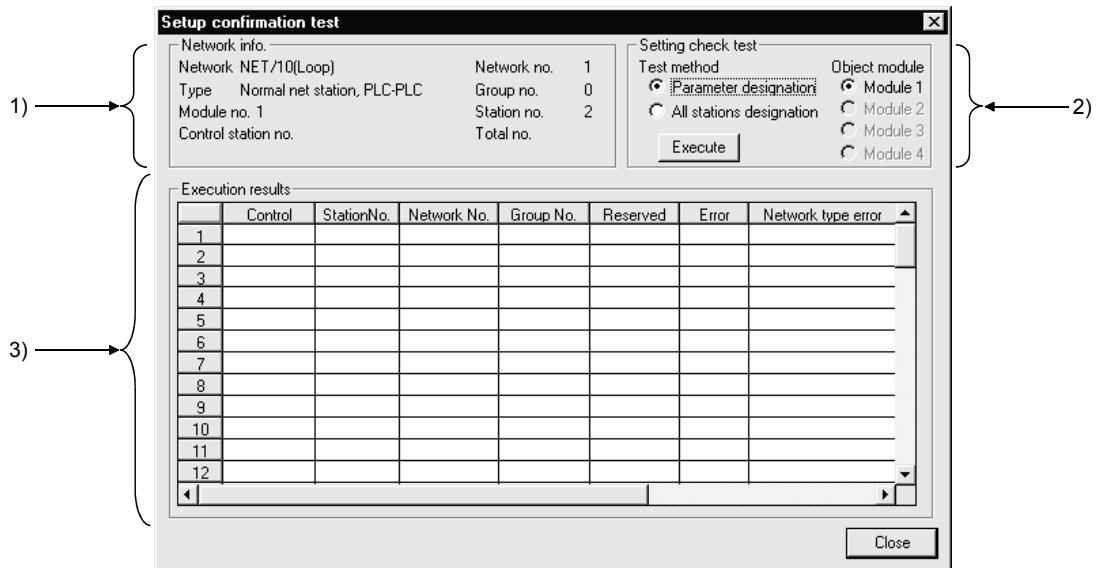 Setup confirmation test
1)
Network info.
Network NET/10(Loop) Network no. 1
Type Normal net station, PLC-PLC Group no. 0
Module no. 1 Station no. 2
Control station no. Total no.
Setting check test
Test method Object module
Parameter designation Module 1
All stations designation Module 2
Module 3
Execute Module 4
2)
3)
Execution results
Control StationNo. Network No. Group No. Reserved Error Network type error
1
2
3
4
5
6
7
8
9
10
11
12
Close